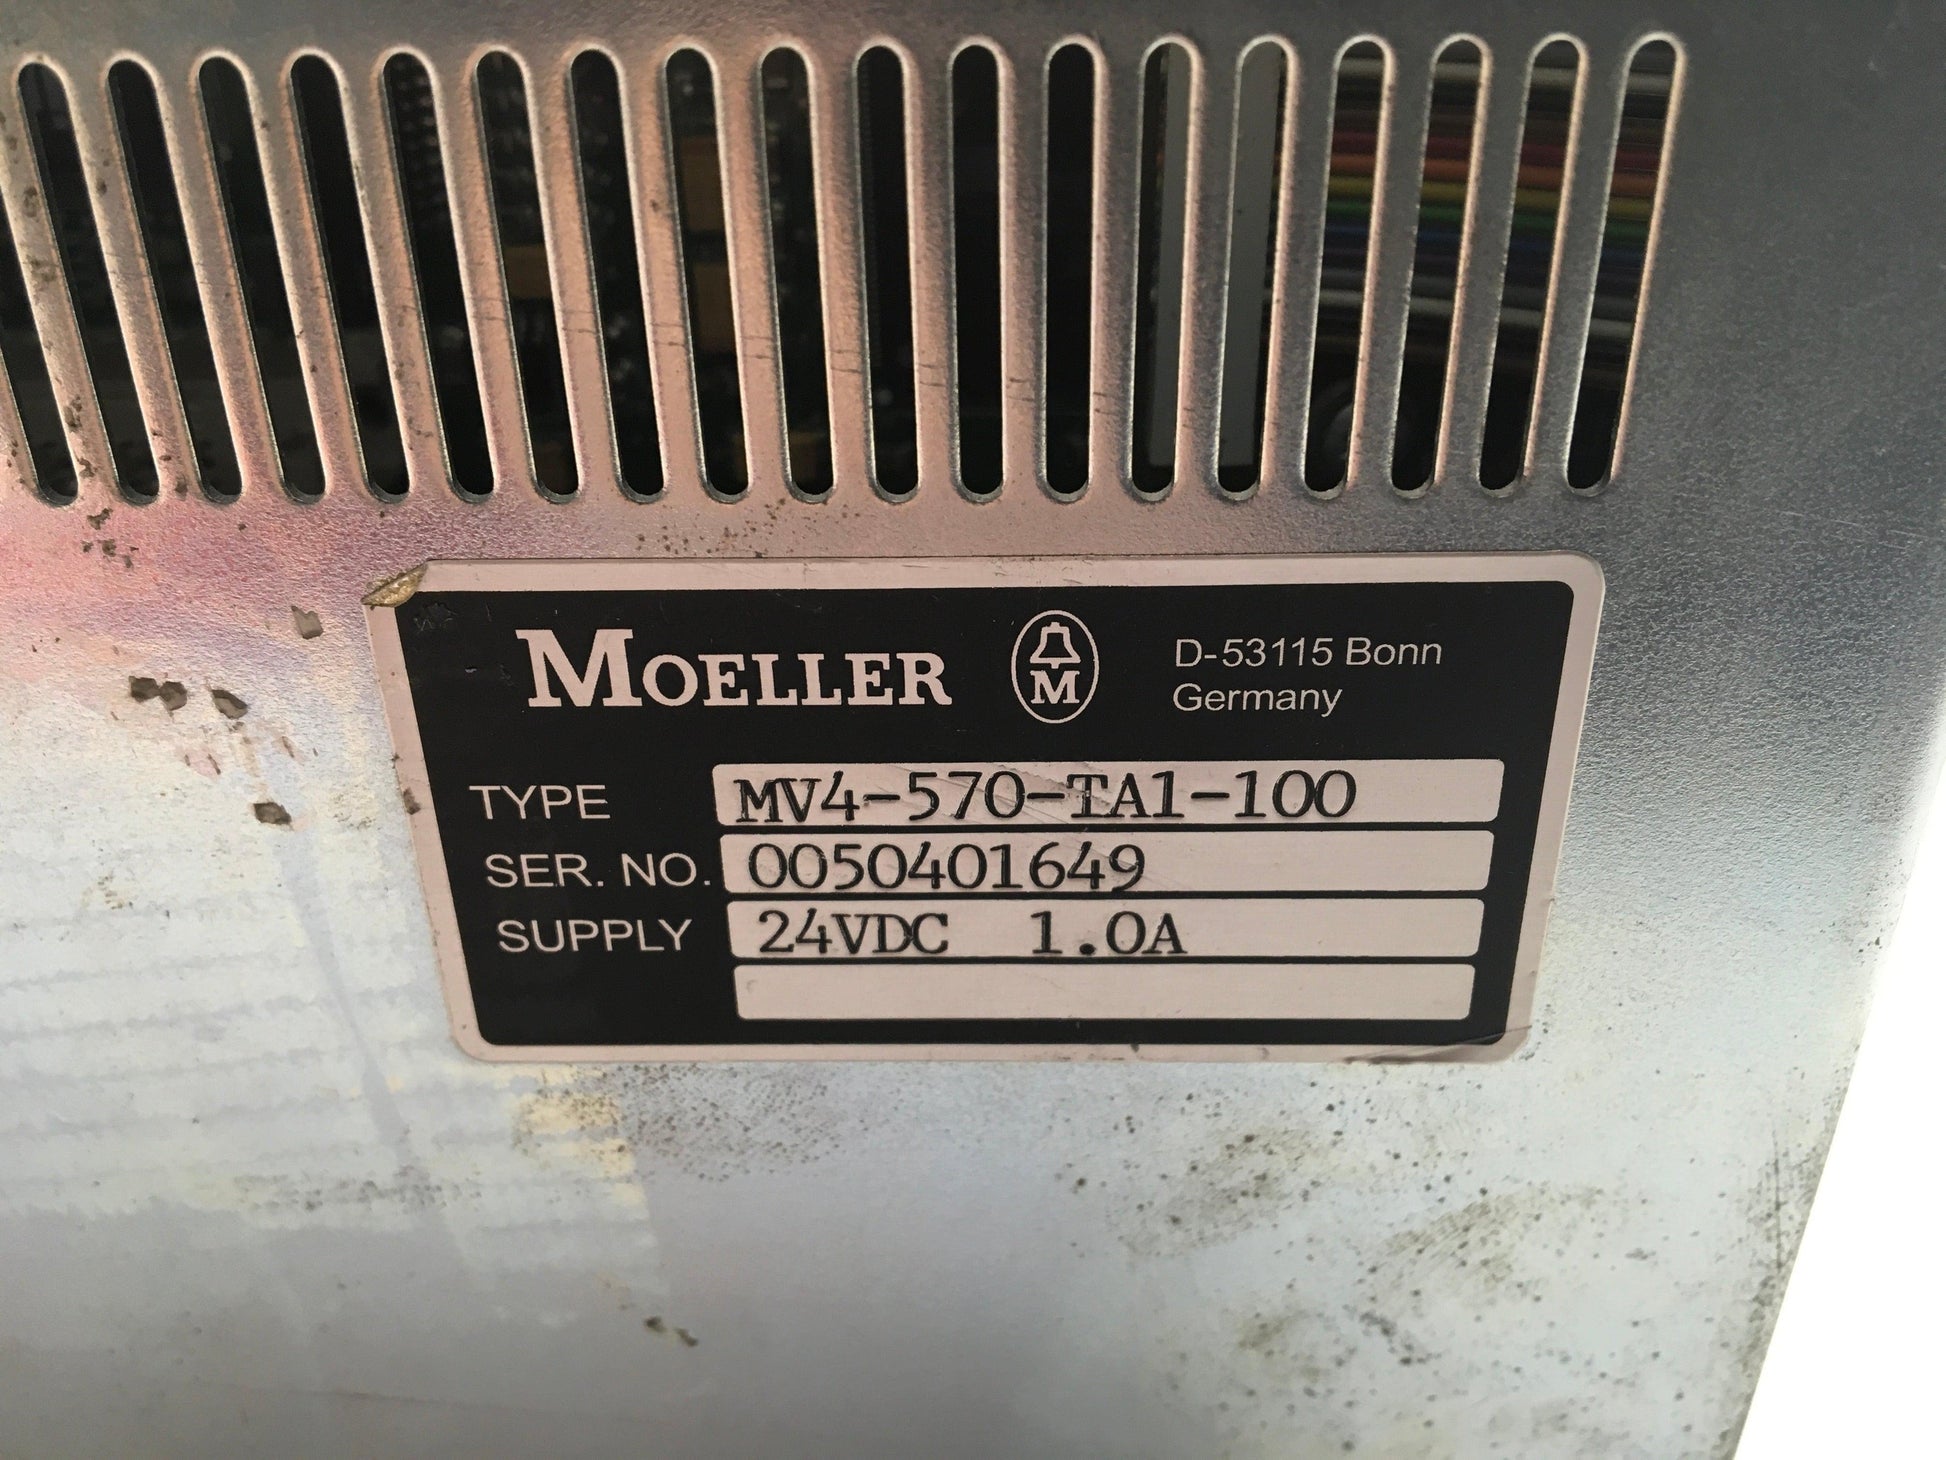 MOELLER M D-53115 Bonn
Germany
TYPE MV4-570-TA1-100
SER. NO. 0050401649
SUPPLY 24VDC 1.0A